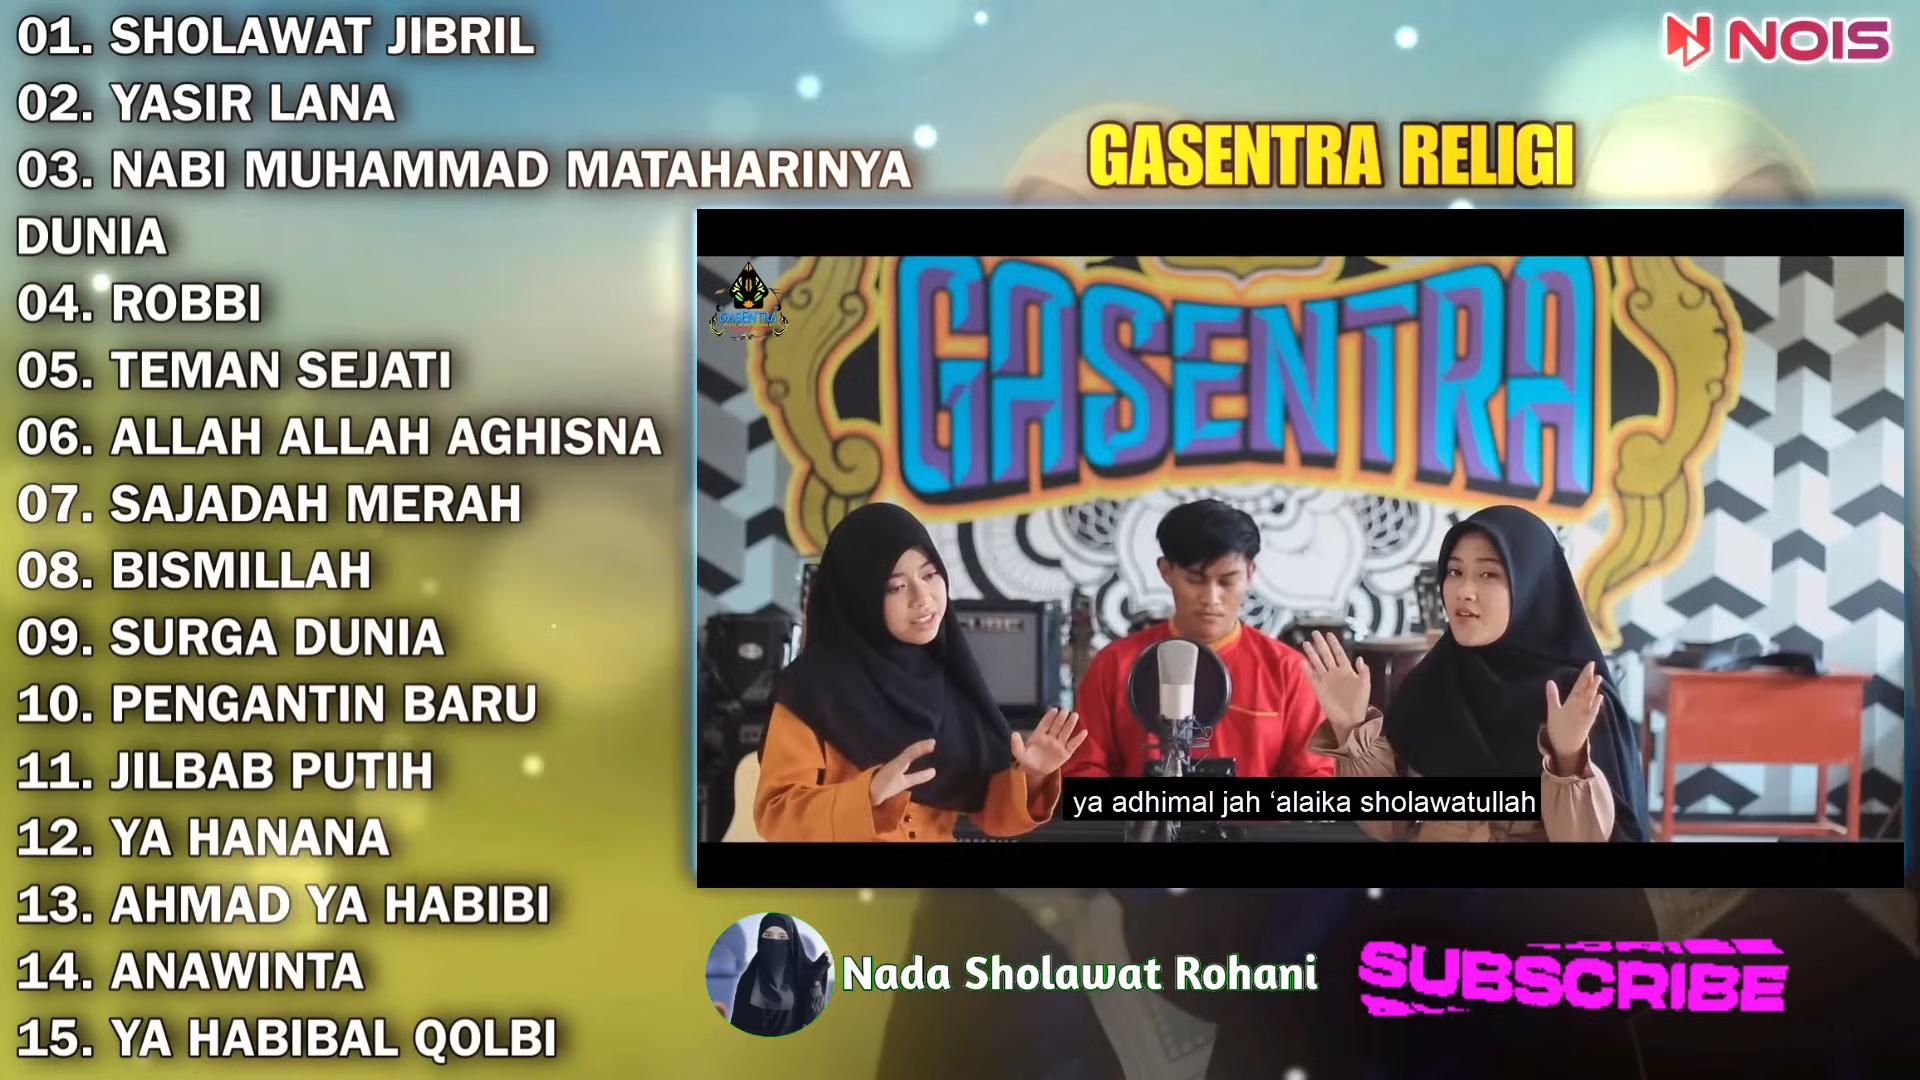 01. SHOLAWAT JIBRIL
02. YASIR LANA
03. NABI MUHAMMAD MATAHARINYA
DUNIA
04. ROBBI
05. TEMAN SEJATI
06. ALLAH ALLAH AGHISNA
07. SAJADAH MERAH
08. BISMILLAH
09. SURGA DUNIA
10. PENGANTIN BARU
11. JILBAB PUTIH
12. YA HANANA
13. AHMAD YA HABIBI
14. ANAWINTA
15. YA HABIBAL QOLBI
NOIS
GASENTRA RELIGI
GASENTRA
GASENTRA
CUBE
ya adhimal jah ‘alaika sholawatullah
Nada Sholawat Rohani
SUBSCRIBE